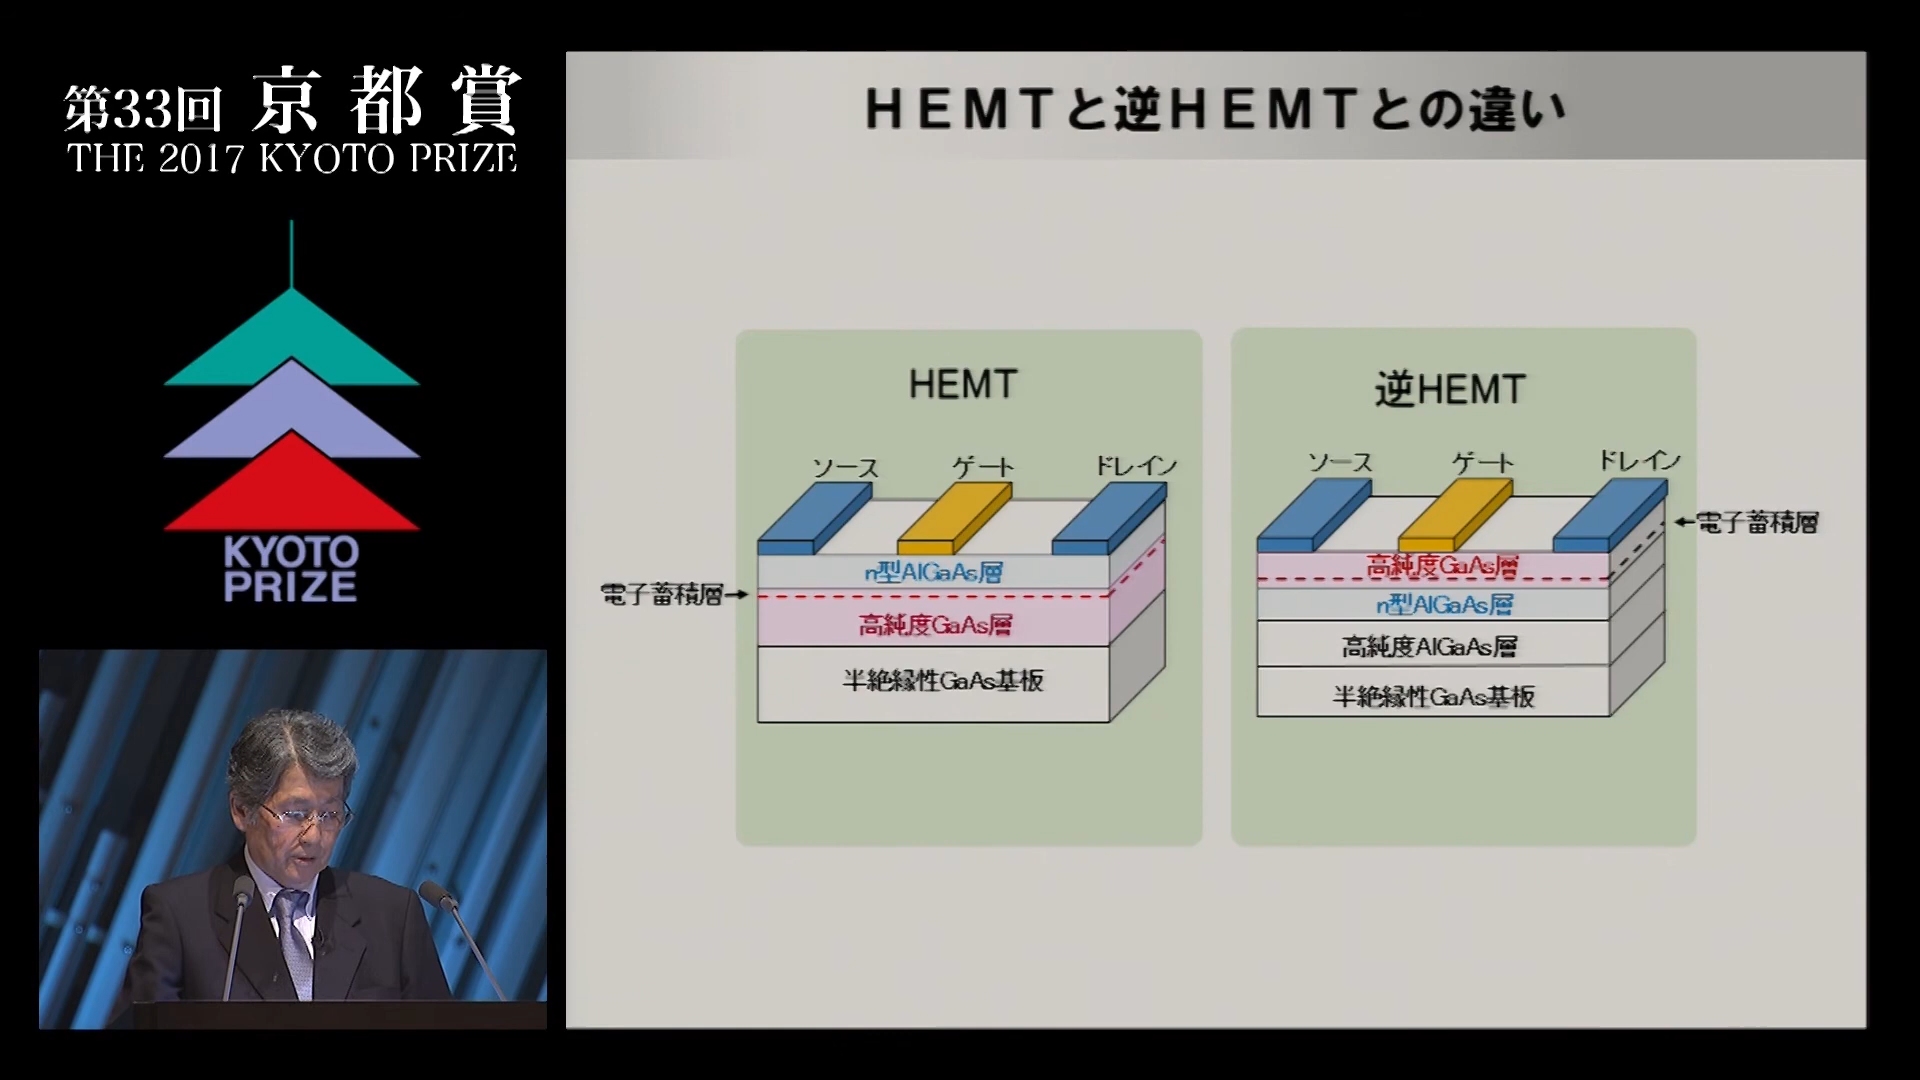 第33回 京都賞
THE 2017 KYOTO PRIZE
KYOTO
PRIZE
ＨＥＭＴと逆ＨＥＭＴとの違い
HEMT
ソース ゲート ドレイン
n型AlGaAs層
電子蓄積層→
高純度GaAs層
半絶縁性GaAs基板
逆HEMT
ソース ゲート ドレイン
←電子蓄積層
高純度GaAs層
n型AlGaAs層
高純度AlGaAs層
半絶縁性GaAs基板